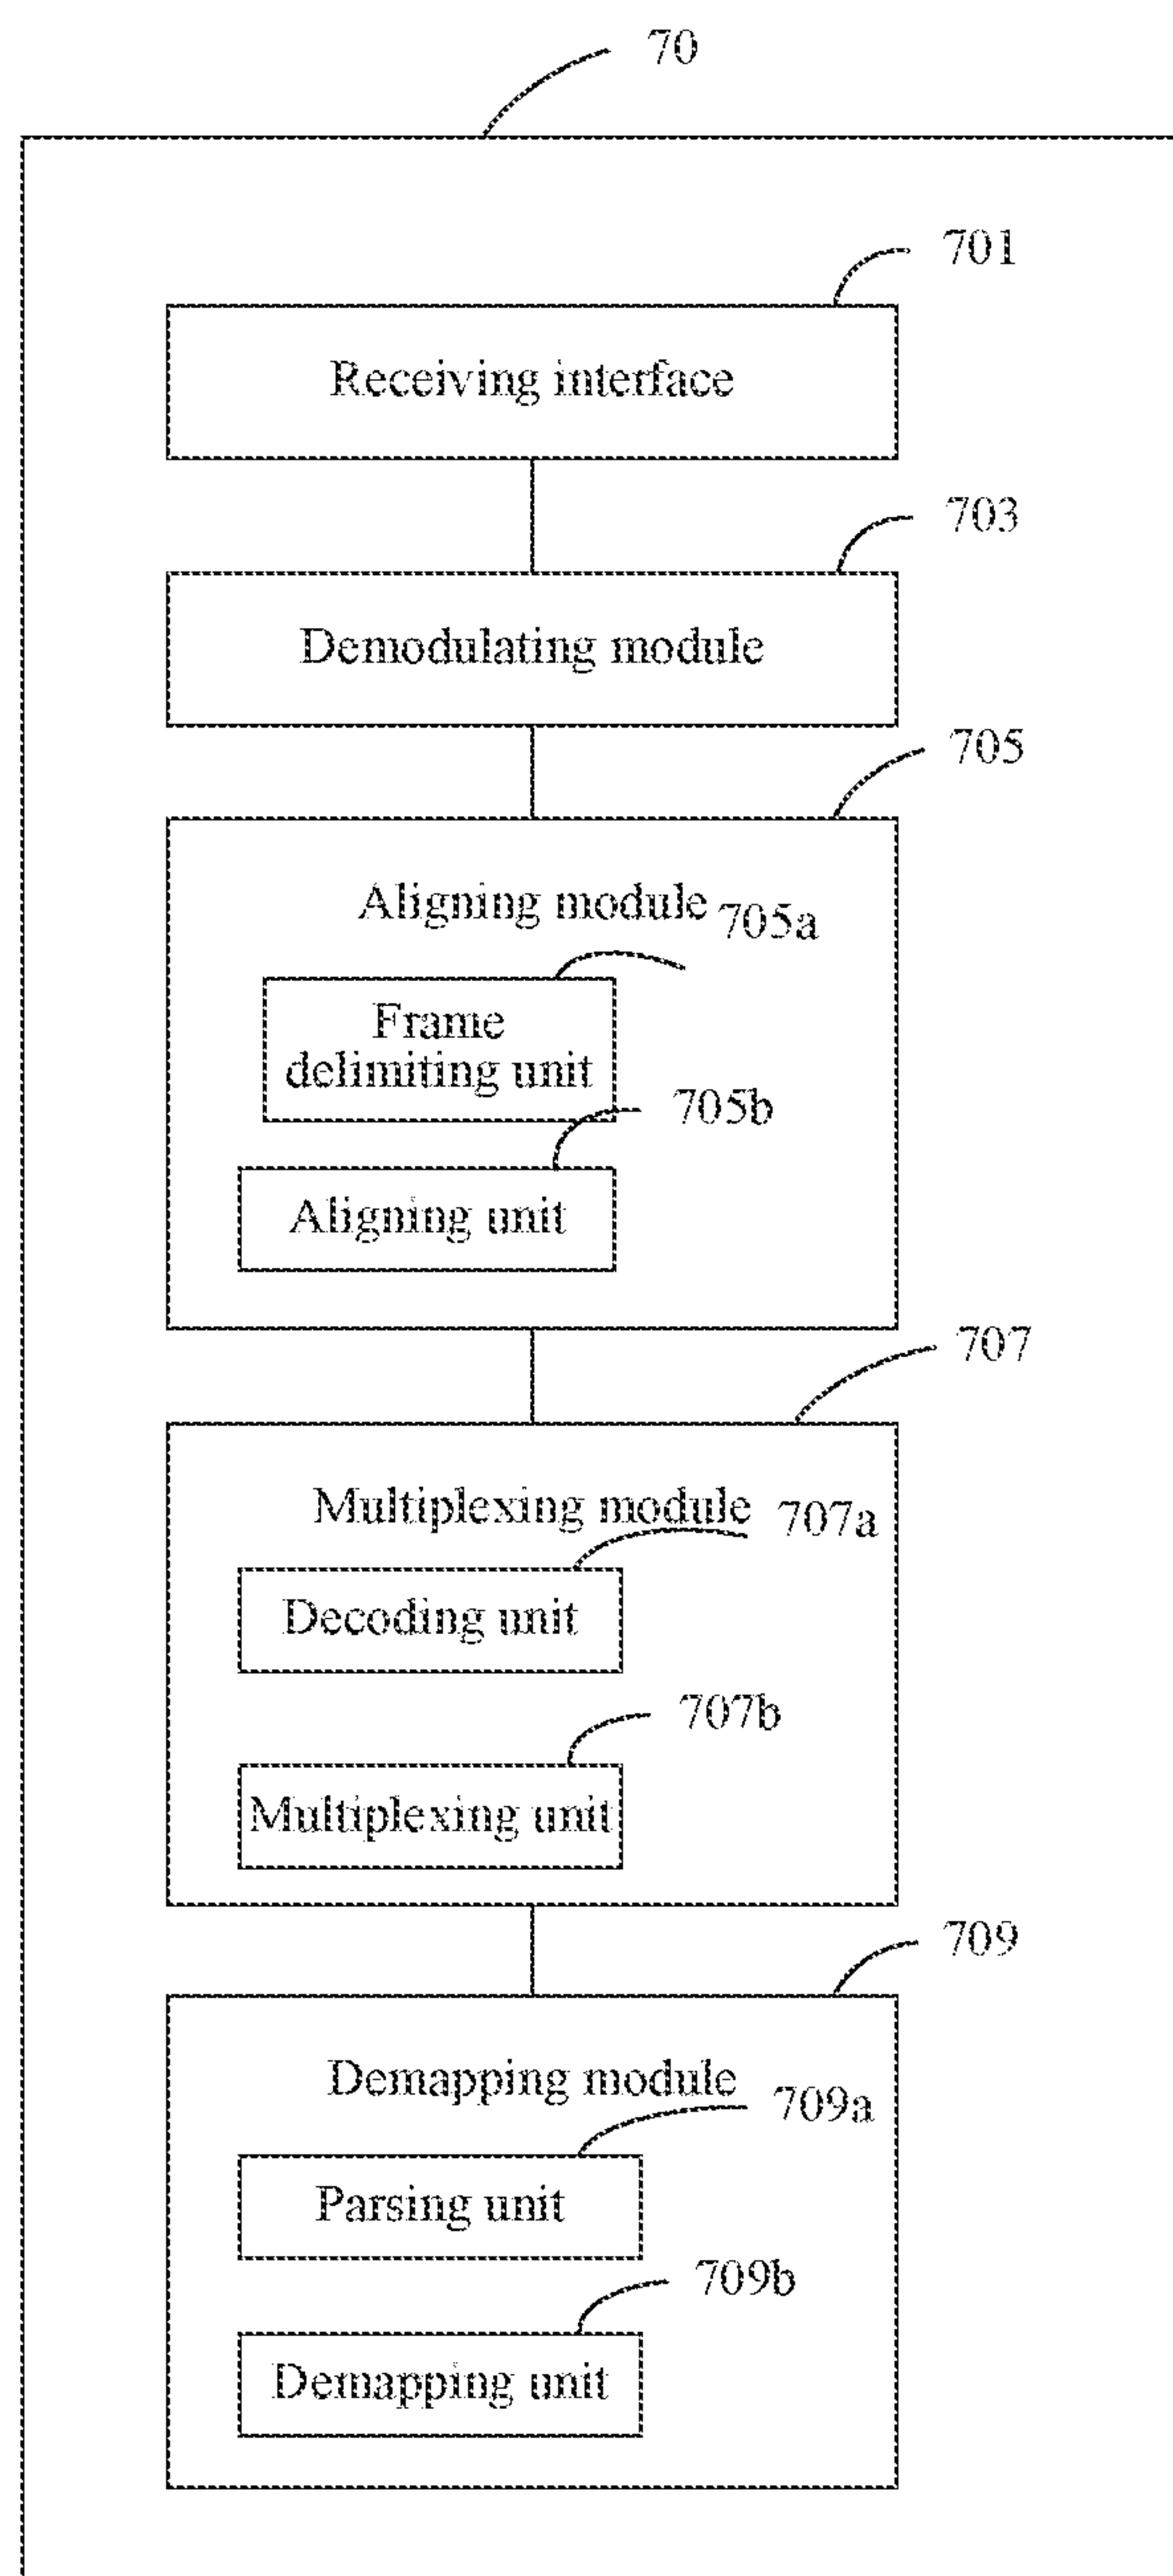 70
701
Receiving interface
703
Demodulating module
705
Aligning module
705a
Frame
delimiting unit
705b
Aligning unit
707
Multiplexing module
707a
Decoding unit
707b
Multiplexing unit
709
Demapping module
709a
Parsing unit
709b
Demapping unit